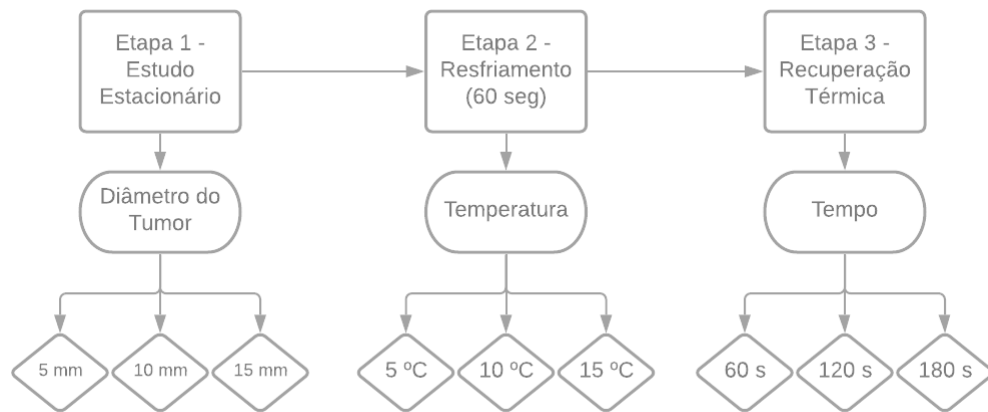 Etapa 1 -
Estudo
Estacionário
Etapa 2 -
Resfriamento
(60 seg)
Etapa 3 -
Recuperação
Térmica
Diâmetro do
Tumor
Temperatura
Tempo
5 mm
10 mm
15 mm
5 ºC
10 ºC
15 ºC
60 s
120 s
180 s